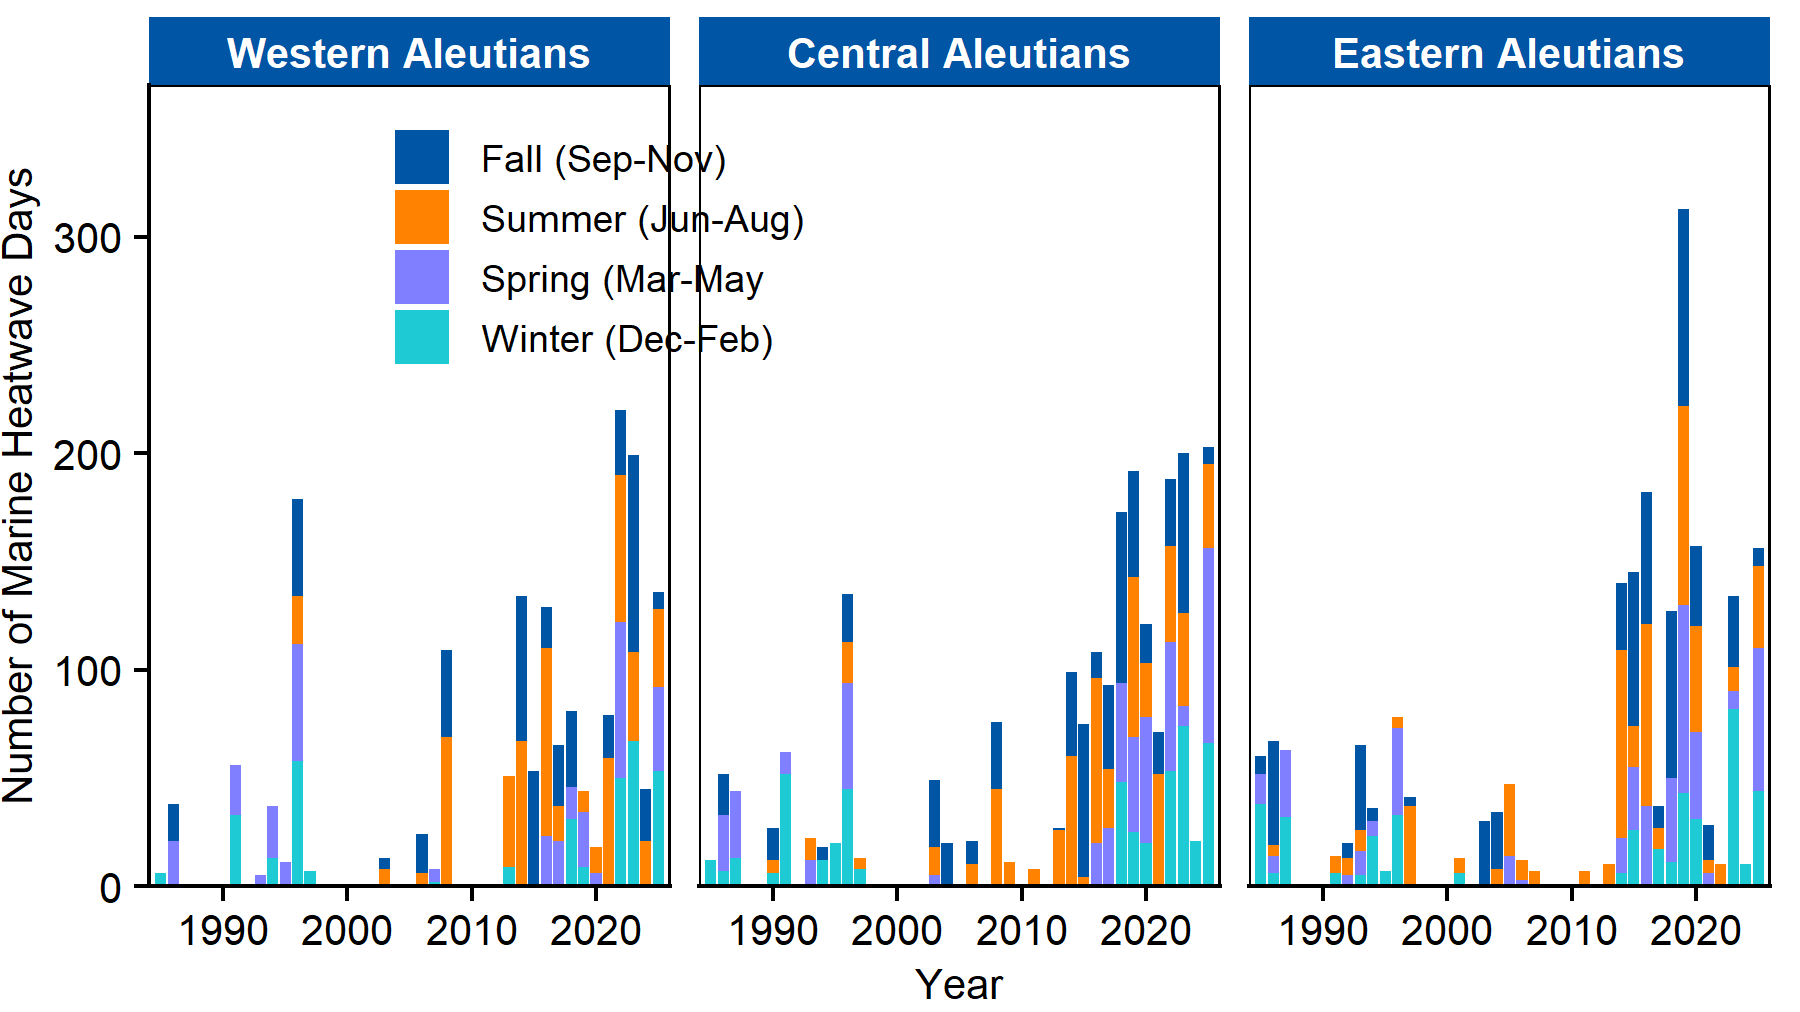 Western Aleutians
Central Aleutians
Eastern Aleutians
Fall (Sep-Nov)
Summer (Jun-Aug)
Spring (Mar-May
Winter (Dec-Feb)
Number of Marine Heatwave Days
300
200
100
0
1990 2000 2010 2020
1990 2000 2010 2020
1990 2000 2010 2020
Year